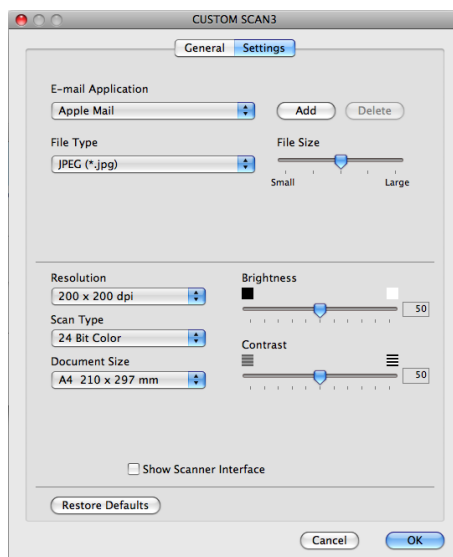 CUSTOM SCAN3
General Settings
E-mail Application
Apple Mail Add Delete
File Type File Size
JPEG (*.jpg)
Small Large
Resolution Brightness
200 x 200 dpi 50
Scan Type
24 Bit Color Contrast
Document Size
A4 210 x 297 mm 50
Show Scanner Interface
Restore Defaults
Cancel OK